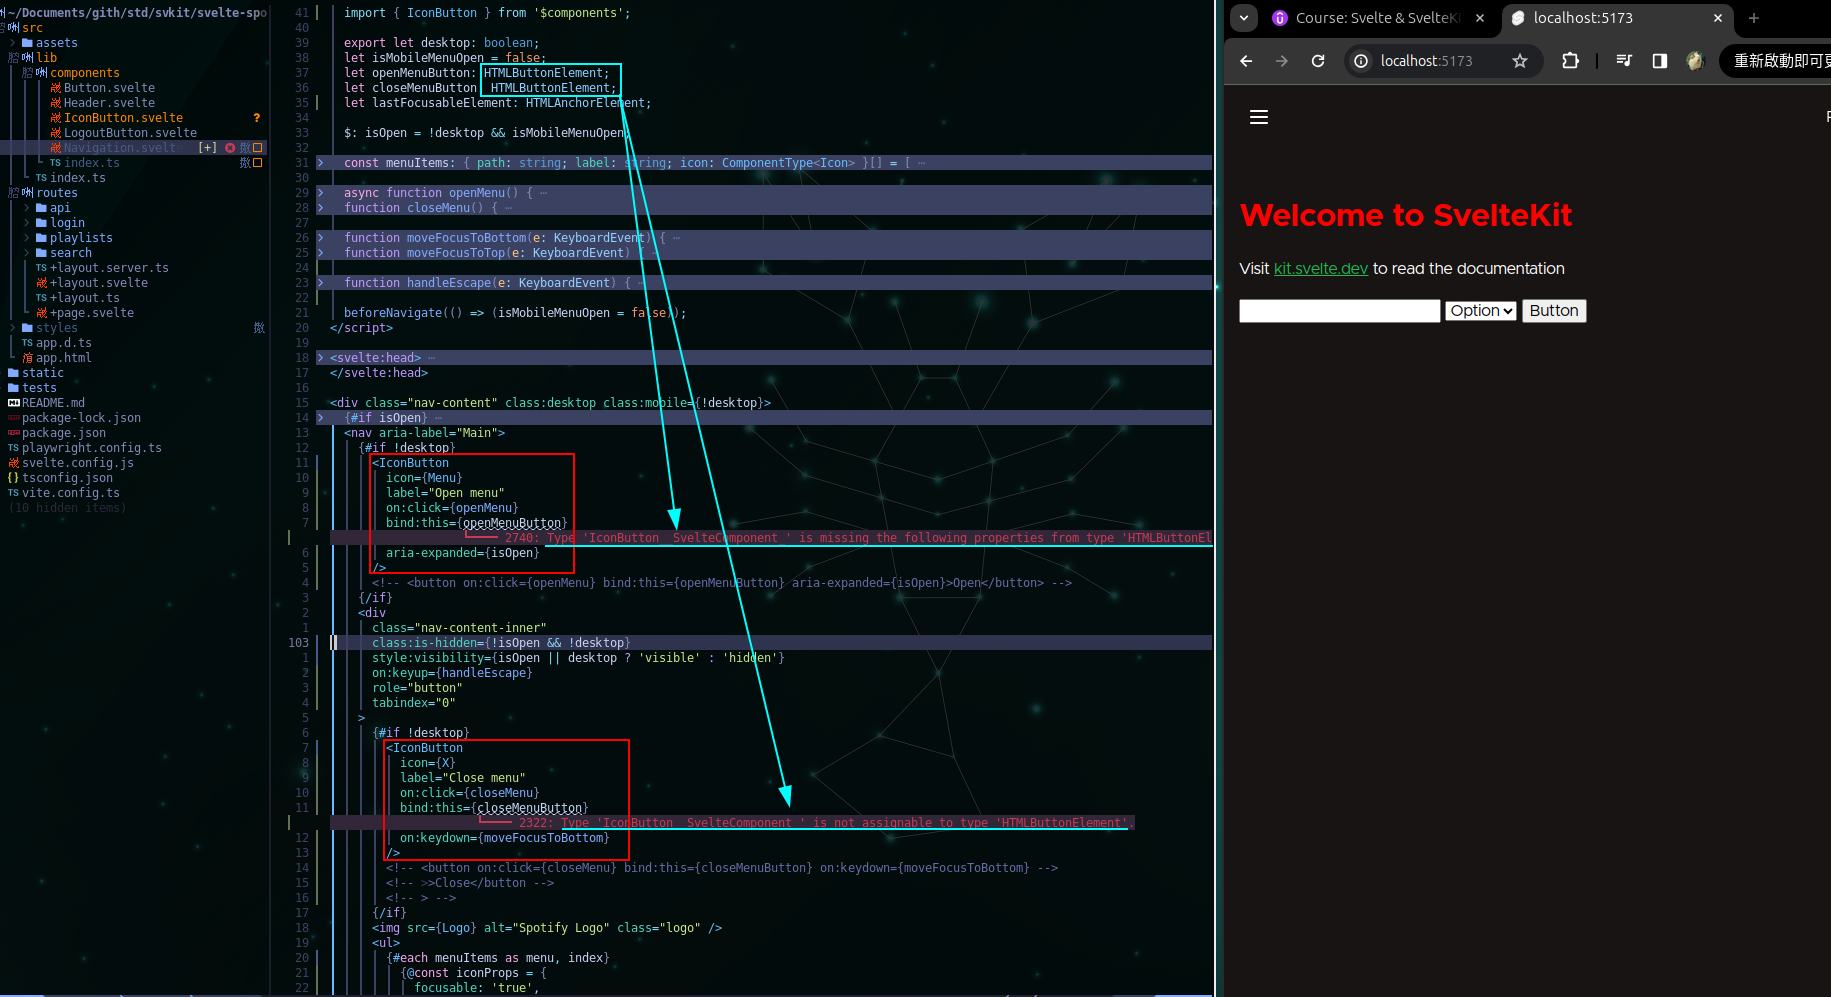 ~/Documents/gith/std/svkit/svelte-spo
src
assets
lib
components
Button.svelte
Header.svelte
IconButton.svelte ?
LogoutButton.svelte
Navigation.svelt [+]
index.ts
index.ts
routes
api
login
playlists
search
TS +layout.server.ts
+layout.svelte
TS +layout.ts
+page.svelte
styles
TS app.d.ts
app.html
static
tests
README.md
package-lock.json
package.json
TS playwright.config.ts
svelte.config.js
{} tsconfig.json
TS vite.config.ts
(10 hidden items)
41 import { IconButton } from '$components';
40
39 export let desktop: boolean;
38 let isMobileMenuOpen = false;
37 let openMenuButton: HTMLButtonElement;
36 let closeMenuButton HTMLButtonElement;
35 let lastFocusableElement: HTMLAnchorElement;
34
33 $: isOpen = !desktop && isMobileMenuOpen;
32
31 const menuItems: { path: string; label: string; icon: ComponentType<Icon> }[] = [ ⋯
30
29 async function openMenu() { ⋯
28 function closeMenu() { ⋯
27
26 function moveFocusToBottom(e: KeyboardEvent) { ⋯
25 function moveFocusToTop(e: KeyboardEvent) { ⋯
24
23 function handleEscape(e: KeyboardEvent) { ⋯
22
21 beforeNavigate(() => (isMobileMenuOpen = false));
20 </script>
19
18 <svelte:head> ⋯
17 </svelte:head>
16
15 <div class="nav-content" class:desktop class:mobile={!desktop}>
14 {#if isOpen} ⋯
13 <nav aria-label="Main">
12 {#if !desktop}
11 <IconButton
10 icon={Menu}
9 label="Open menu"
8 on:click={openMenu}
7 bind:this={openMenuButton}
2740: Type 'IconButton__SvelteComponent_' is missing the following properties from type 'HTMLButtonEl
6 aria-expanded={isOpen}
5 />
4 <!-- <button on:click={openMenu} bind:this={openMenuButton} aria-expanded={isOpen}>Open</button> -->
3 {/if}
2 <div
1 class="nav-content-inner"
103 class:is-hidden={!isOpen && !desktop}
1 style:visibility={isOpen || desktop ? 'visible' : 'hidden'}
2 on:keyup={handleEscape}
3 role="button"
4 tabindex="0"
5 >
6 {#if !desktop}
7 <IconButton
8 icon={X}
9 label="Close menu"
10 on:click={closeMenu}
11 bind:this={closeMenuButton}
2322: Type 'IconButton__SvelteComponent_' is not assignable to type 'HTMLButtonElement'.
12 on:keydown={moveFocusToBottom}
13 />
14 <!-- <button on:click={closeMenu} bind:this={closeMenuButton} on:keydown={moveFocusToBottom} -->
15 <!-- >>Close</button -->
16 <!-- > -->
17 {/if}
18 <img src={Logo} alt="Spotify Logo" class="logo" />
19 <ul>
20 {#each menuItems as menu, index}
21 {@const iconProps = {
22 focusable: 'true',
Course: Svelte & SvelteKi
localhost:5173
localhost:5173
重新啟動即可更
Welcome to SvelteKit
Visit kit.svelte.dev to read the documentation
Option Button